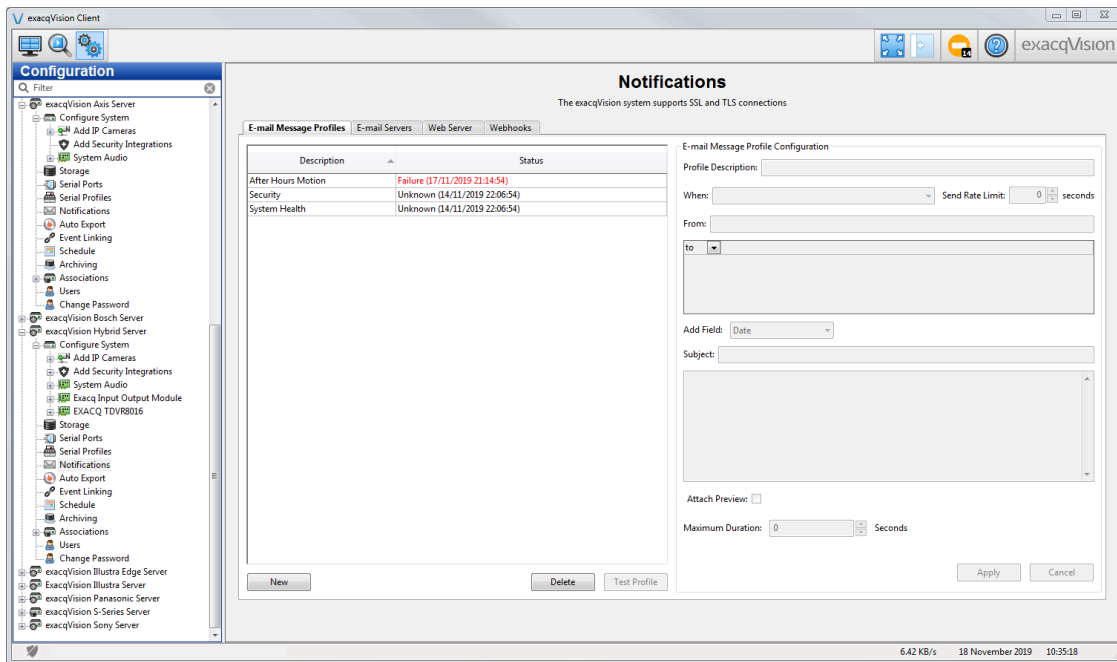 exacqVision Client
14
exacqVision
Configuration
Filter
exacqVision Axis Server
Configure System
Add IP Cameras
Add Security Integrations
System Audio
Storage
Serial Ports
Serial Profiles
Notifications
Auto Export
Event Linking
Schedule
Archiving
Associations
Users
Change Password
exacqVision Bosch Server
exacqVision Hybrid Server
Configure System
Add IP Cameras
Add Security Integrations
System Audio
Exacq Input Output Module
EXACQ TDVR8016
Storage
Serial Ports
Serial Profiles
Notifications
Auto Export
Event Linking
Schedule
Archiving
Associations
Users
Change Password
exacqVision Illustra Edge Server
ExacqVision Illustra Server
exacqVision Panasonic Server
exacqVision S-Series Server
exacqVision Sony Server
Notifications
The exacqVision system supports SSL and TLS connections
E-mail Message Profiles E-mail Servers Web Server Webhooks
Description Status
After Hours Motion Failure (17/11/2019 21:14:54)
Security Unknown (14/11/2019 22:06:54)
System Health Unknown (14/11/2019 22:06:54)
New Delete Test Profile
E-mail Message Profile Configuration
Profile Description:
When: Send Rate Limit: 0 seconds
From:
to
Add Field: Date
Subject:
Attach Preview:
Maximum Duration: 0 Seconds
Apply Cancel
6.42 KB/s 18 November 2019 10:35:18